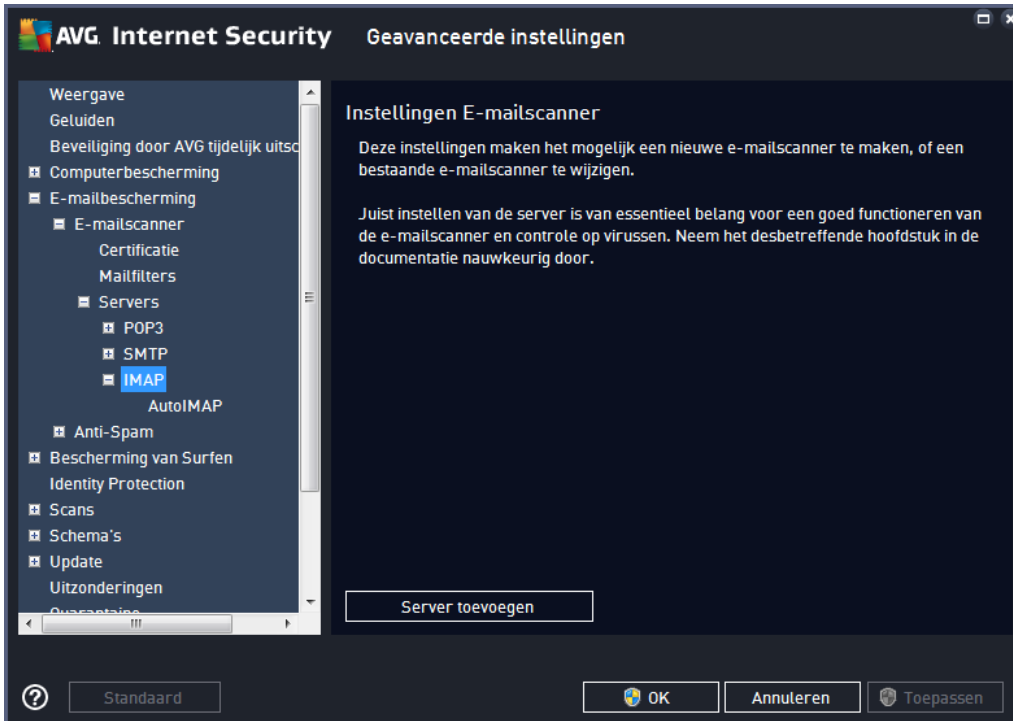 AVG. Internet Security Geavanceerde instellingen
Weergave
Geluiden
Beveiliging door AVG tijdelijk uitsc
Computerbescherming
E-mailbescherming
E-mailscanner
Certificatie
Mailfilters
Servers
POP3
SMTP
IMAP
AutoIMAP
Anti-Spam
Bescherming van Surfen
Identity Protection
Scans
Schema's
Update
Uitzonderingen
Quarantaine
Instellingen E-mailscanner
Deze instellingen maken het mogelijk een nieuwe e-mailscanner te maken, of een
bestaande e-mailscanner te wijzigen.
Juist instellen van de server is van essentieel belang voor een goed functioneren van
de e-mailscanner en controle op virussen. Neem het desbetreffende hoofdstuk in de
documentatie nauwkeurig door.
Server toevoegen
? Standaard OK Annuleren Toepassen